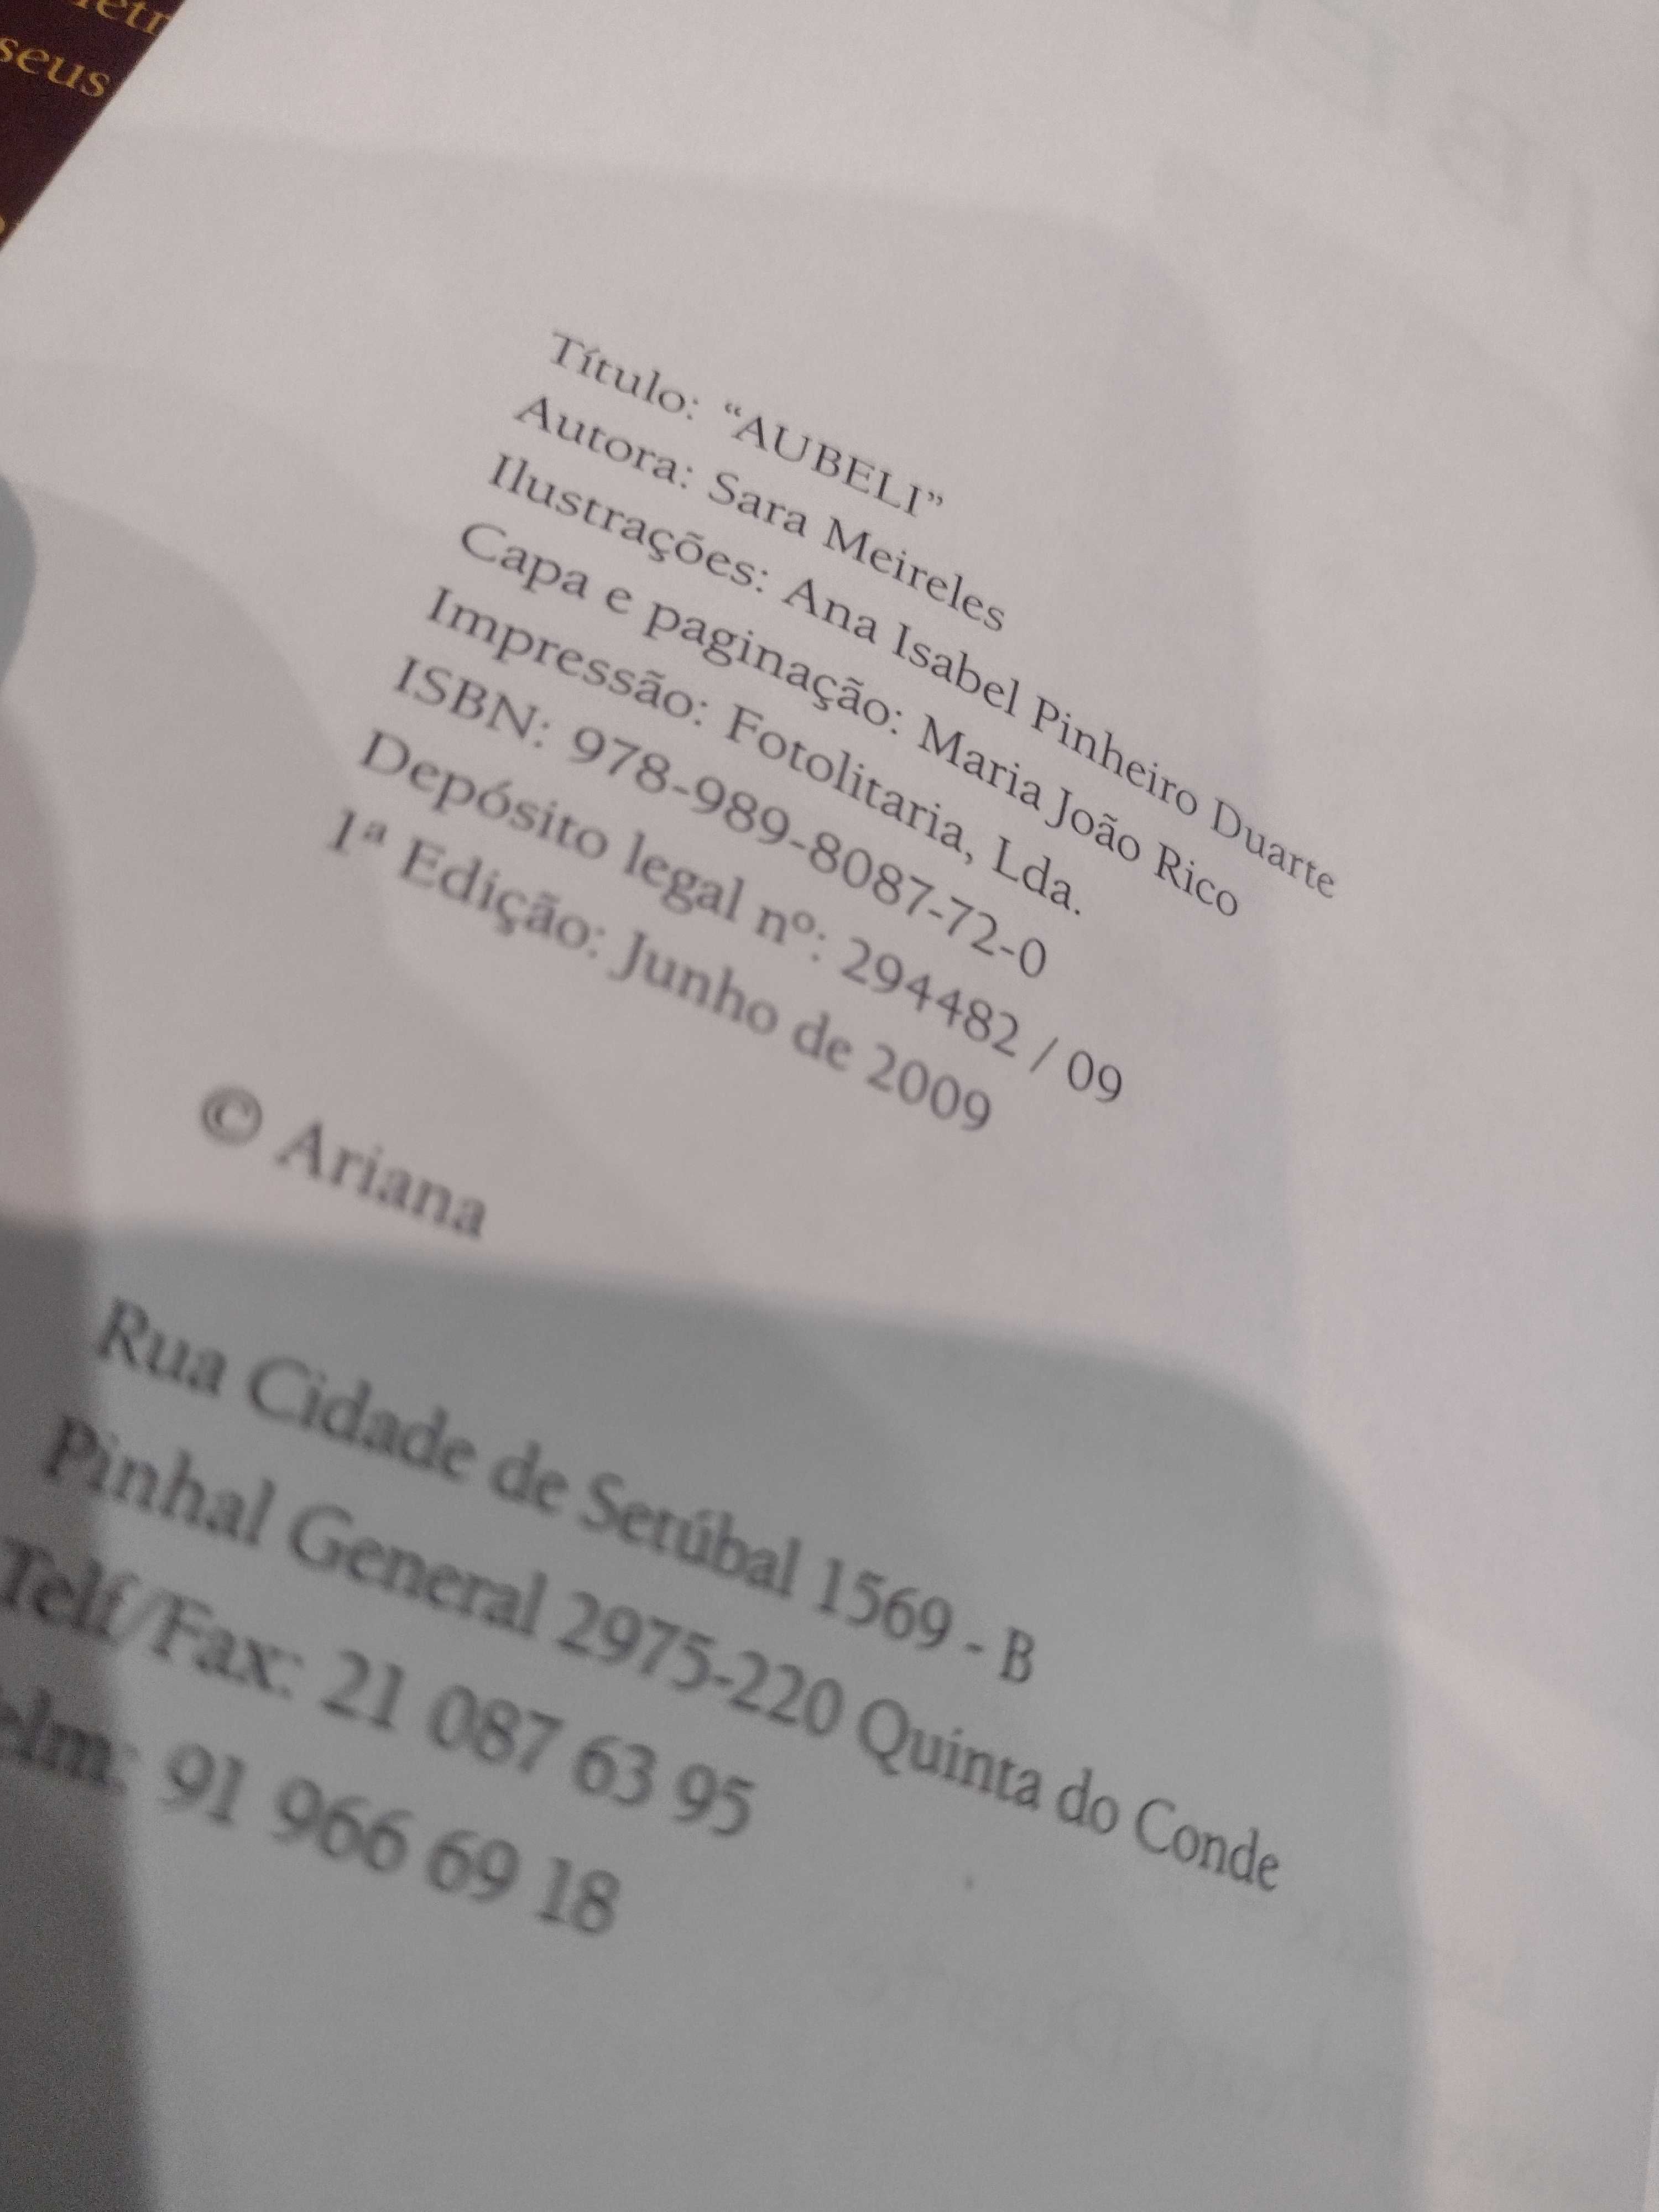 seus
Título: “AUBELI”
Autora: Sara Meireles
Ilustrações: Ana Isabel Pinheiro Duarte
Capa e paginação: Maria João Rico
Impressão: Fotolitaria, Lda.
ISBN: 978-989-8087-72-0
Depósito legal nº: 294482 / 09
1ª Edição: Junho de 2009
© Ariana
Rua Cidade de Setúbal 1569 - B
Pinhal General 2975-220 Quinta do Conde
Telf/Fax: 21 087 63 95
elm: 91 966 69 18